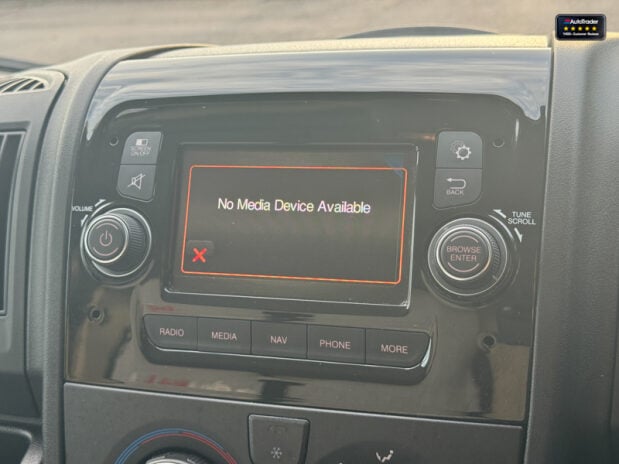 AutoTrader
SCREEN
ON/OFF
BACK
No Media Device Available
VOLUME
TUNE
SCROLL
BROWSE
ENTER
RADIO
MEDIA
NAV
PHONE
MORE